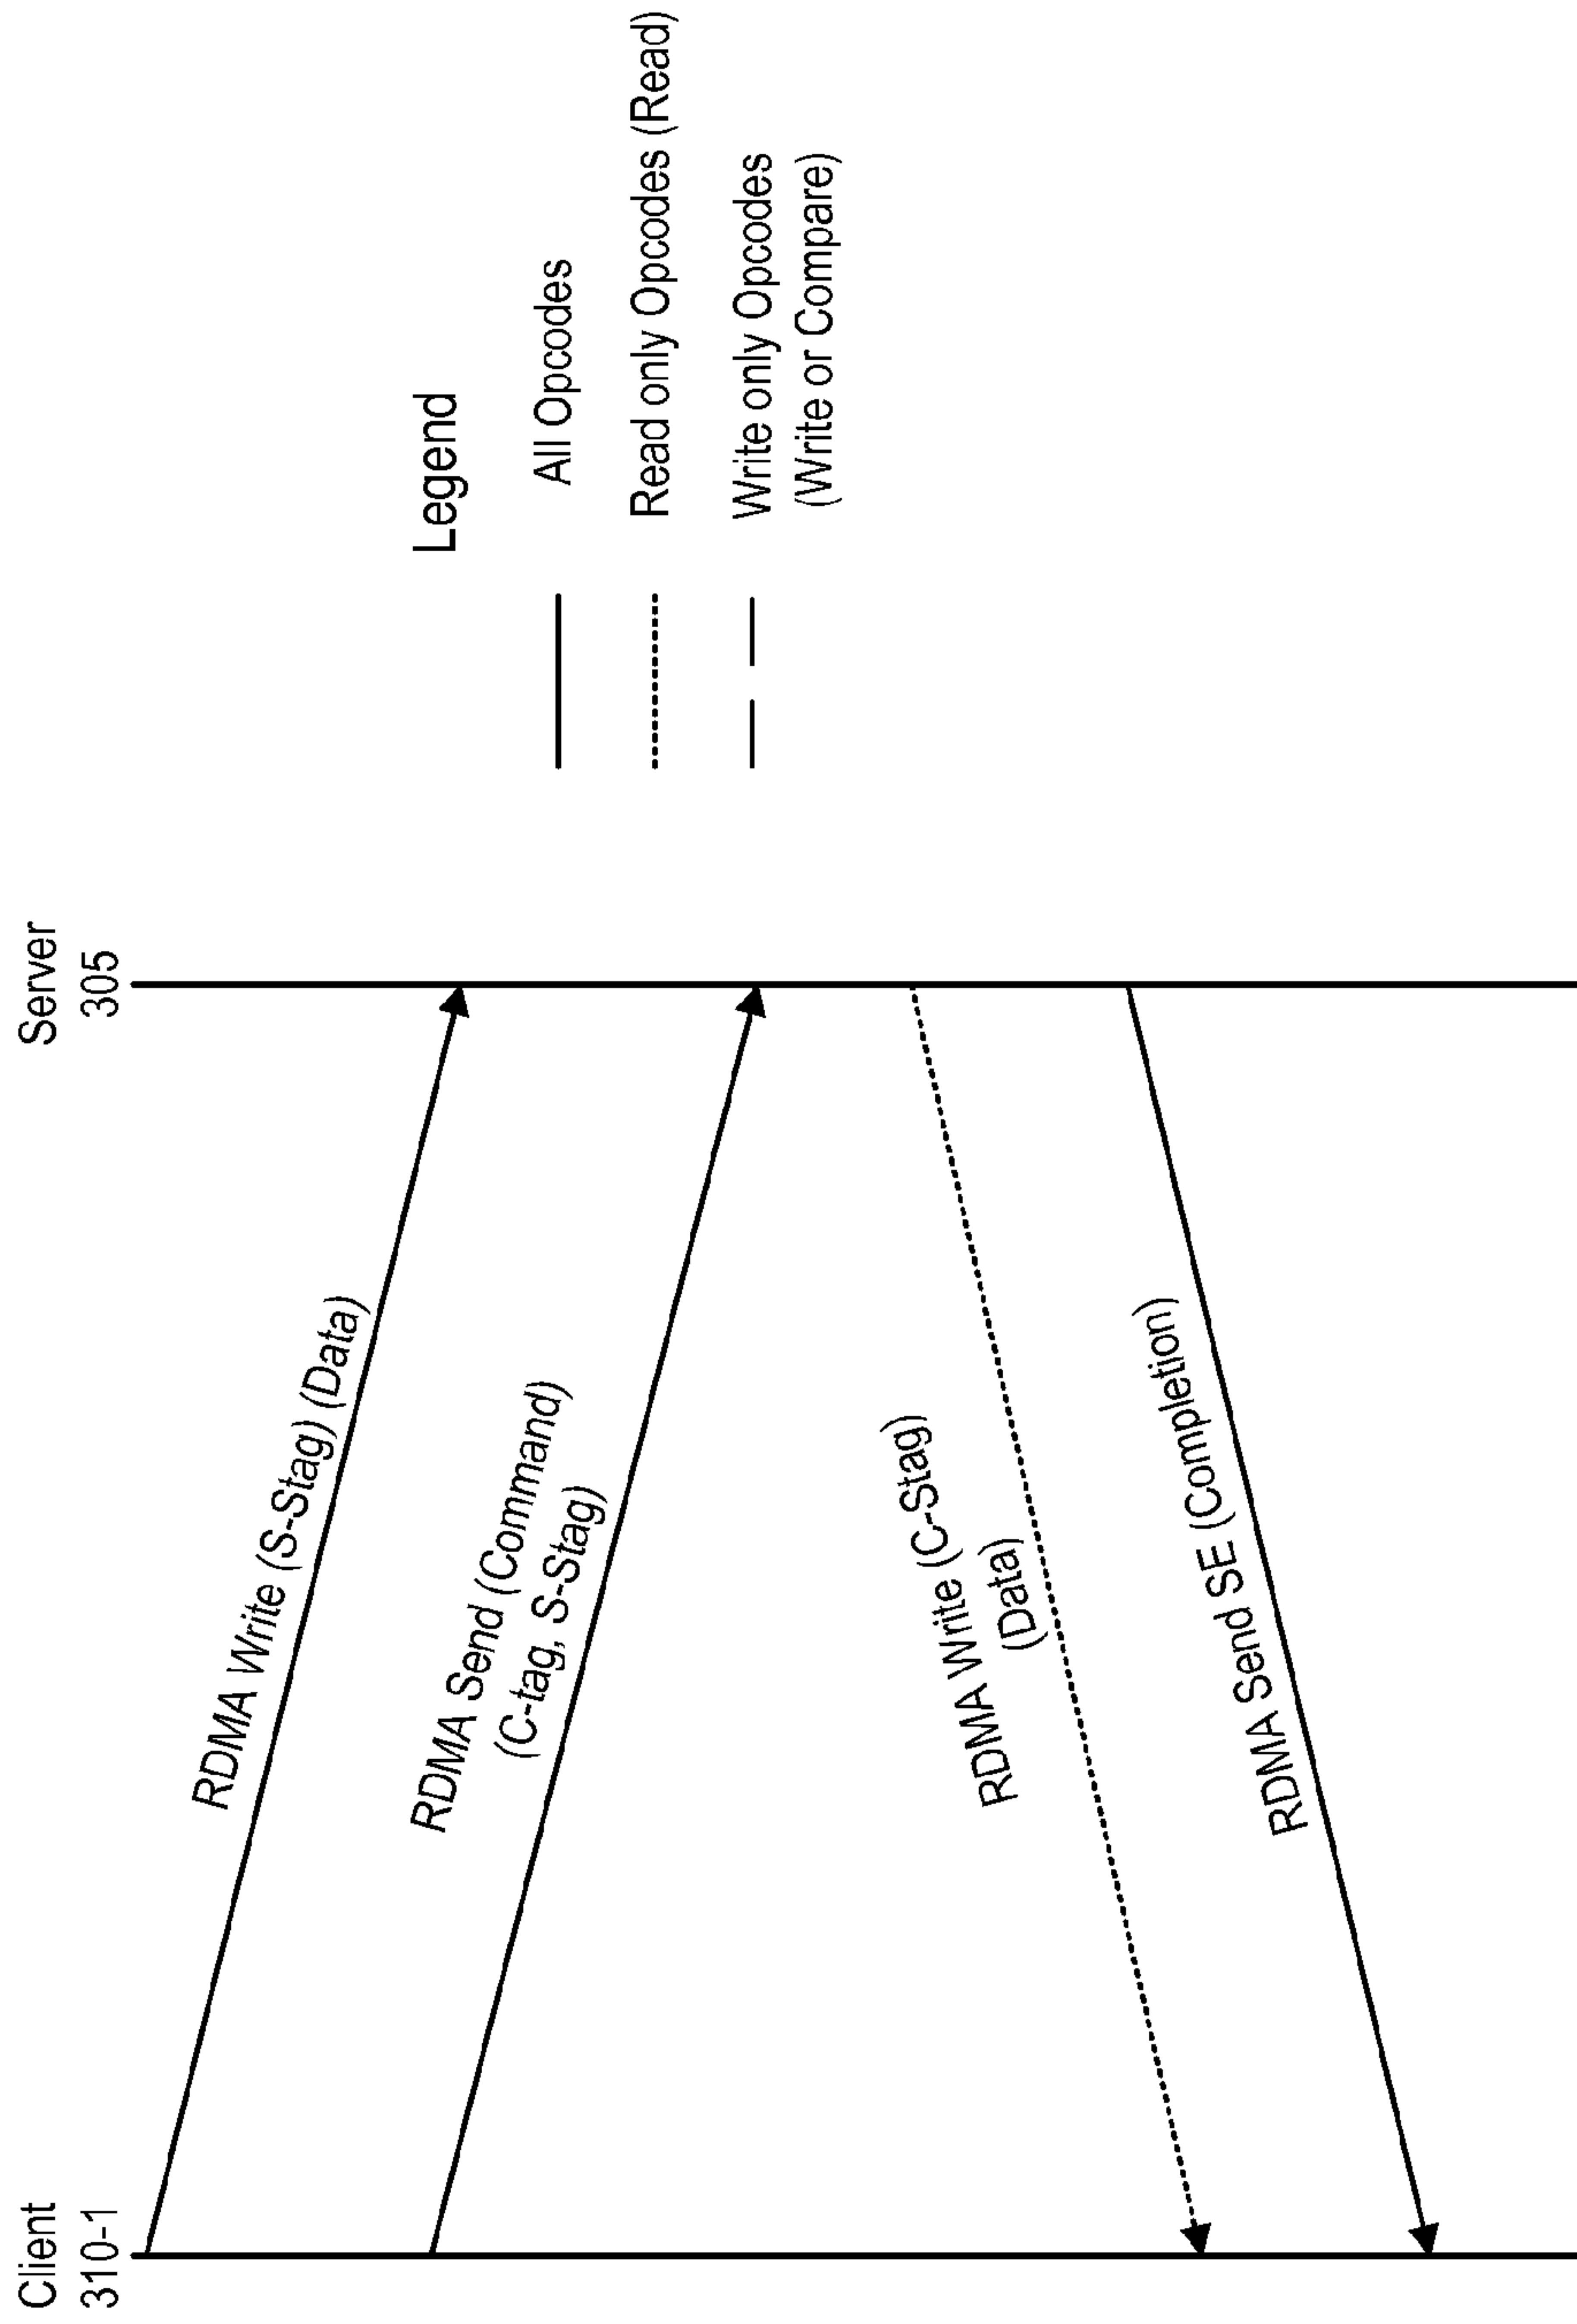 Client
310-1
Server
305
RDMA Write (S-Stag) (Data)
RDMA Send (Command)
(C-tag, S-Stag)
RDMA Write (C-Stag)
(Data)
RDMA Send SE (Completion)
Legend
All Opcodes
Read only Opcodes (Read)
Write only Opcodes
(Write or Compare)